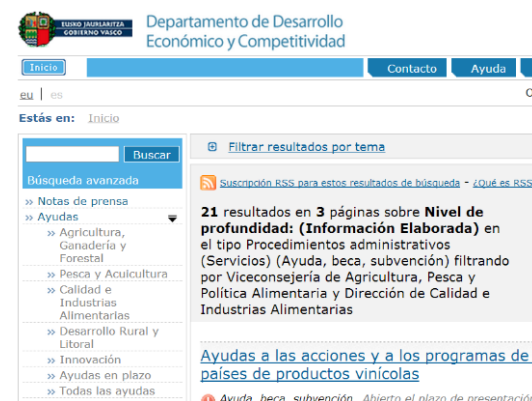 EUSKO JAURLARITZA
GOBIERNO VASCO
Departamento de Desarrollo
Económico y Competitividad
Inicio
Contacto
Ayuda
eu | es
Estás en: Inicio
Buscar
Búsqueda avanzada
» Notas de prensa
» Ayudas
» Agricultura,
Ganadería y
Forestal
» Pesca y Acuicultura
» Calidad e
Industrias
Alimentarias
» Desarrollo Rural y
Litoral
» Innovación
» Ayudas en plazo
» Todas las ayudas
Filtrar resultados por tema
Suscripción RSS para estos resultados de búsqueda - ¿Qué es RSS
21 resultados en 3 páginas sobre Nivel de
profundidad: (Información Elaborada) en
el tipo Procedimientos administrativos
(Servicios) (Ayuda, beca, subvención) filtrando
por Viceconsejería de Agricultura, Pesca y
Política Alimentaria y Dirección de Calidad e
Industrias Alimentarias
Ayudas a las acciones y a los programas de
países de productos vinícolas
Ayuda, beca, subvención Abierto el plazo de presentación